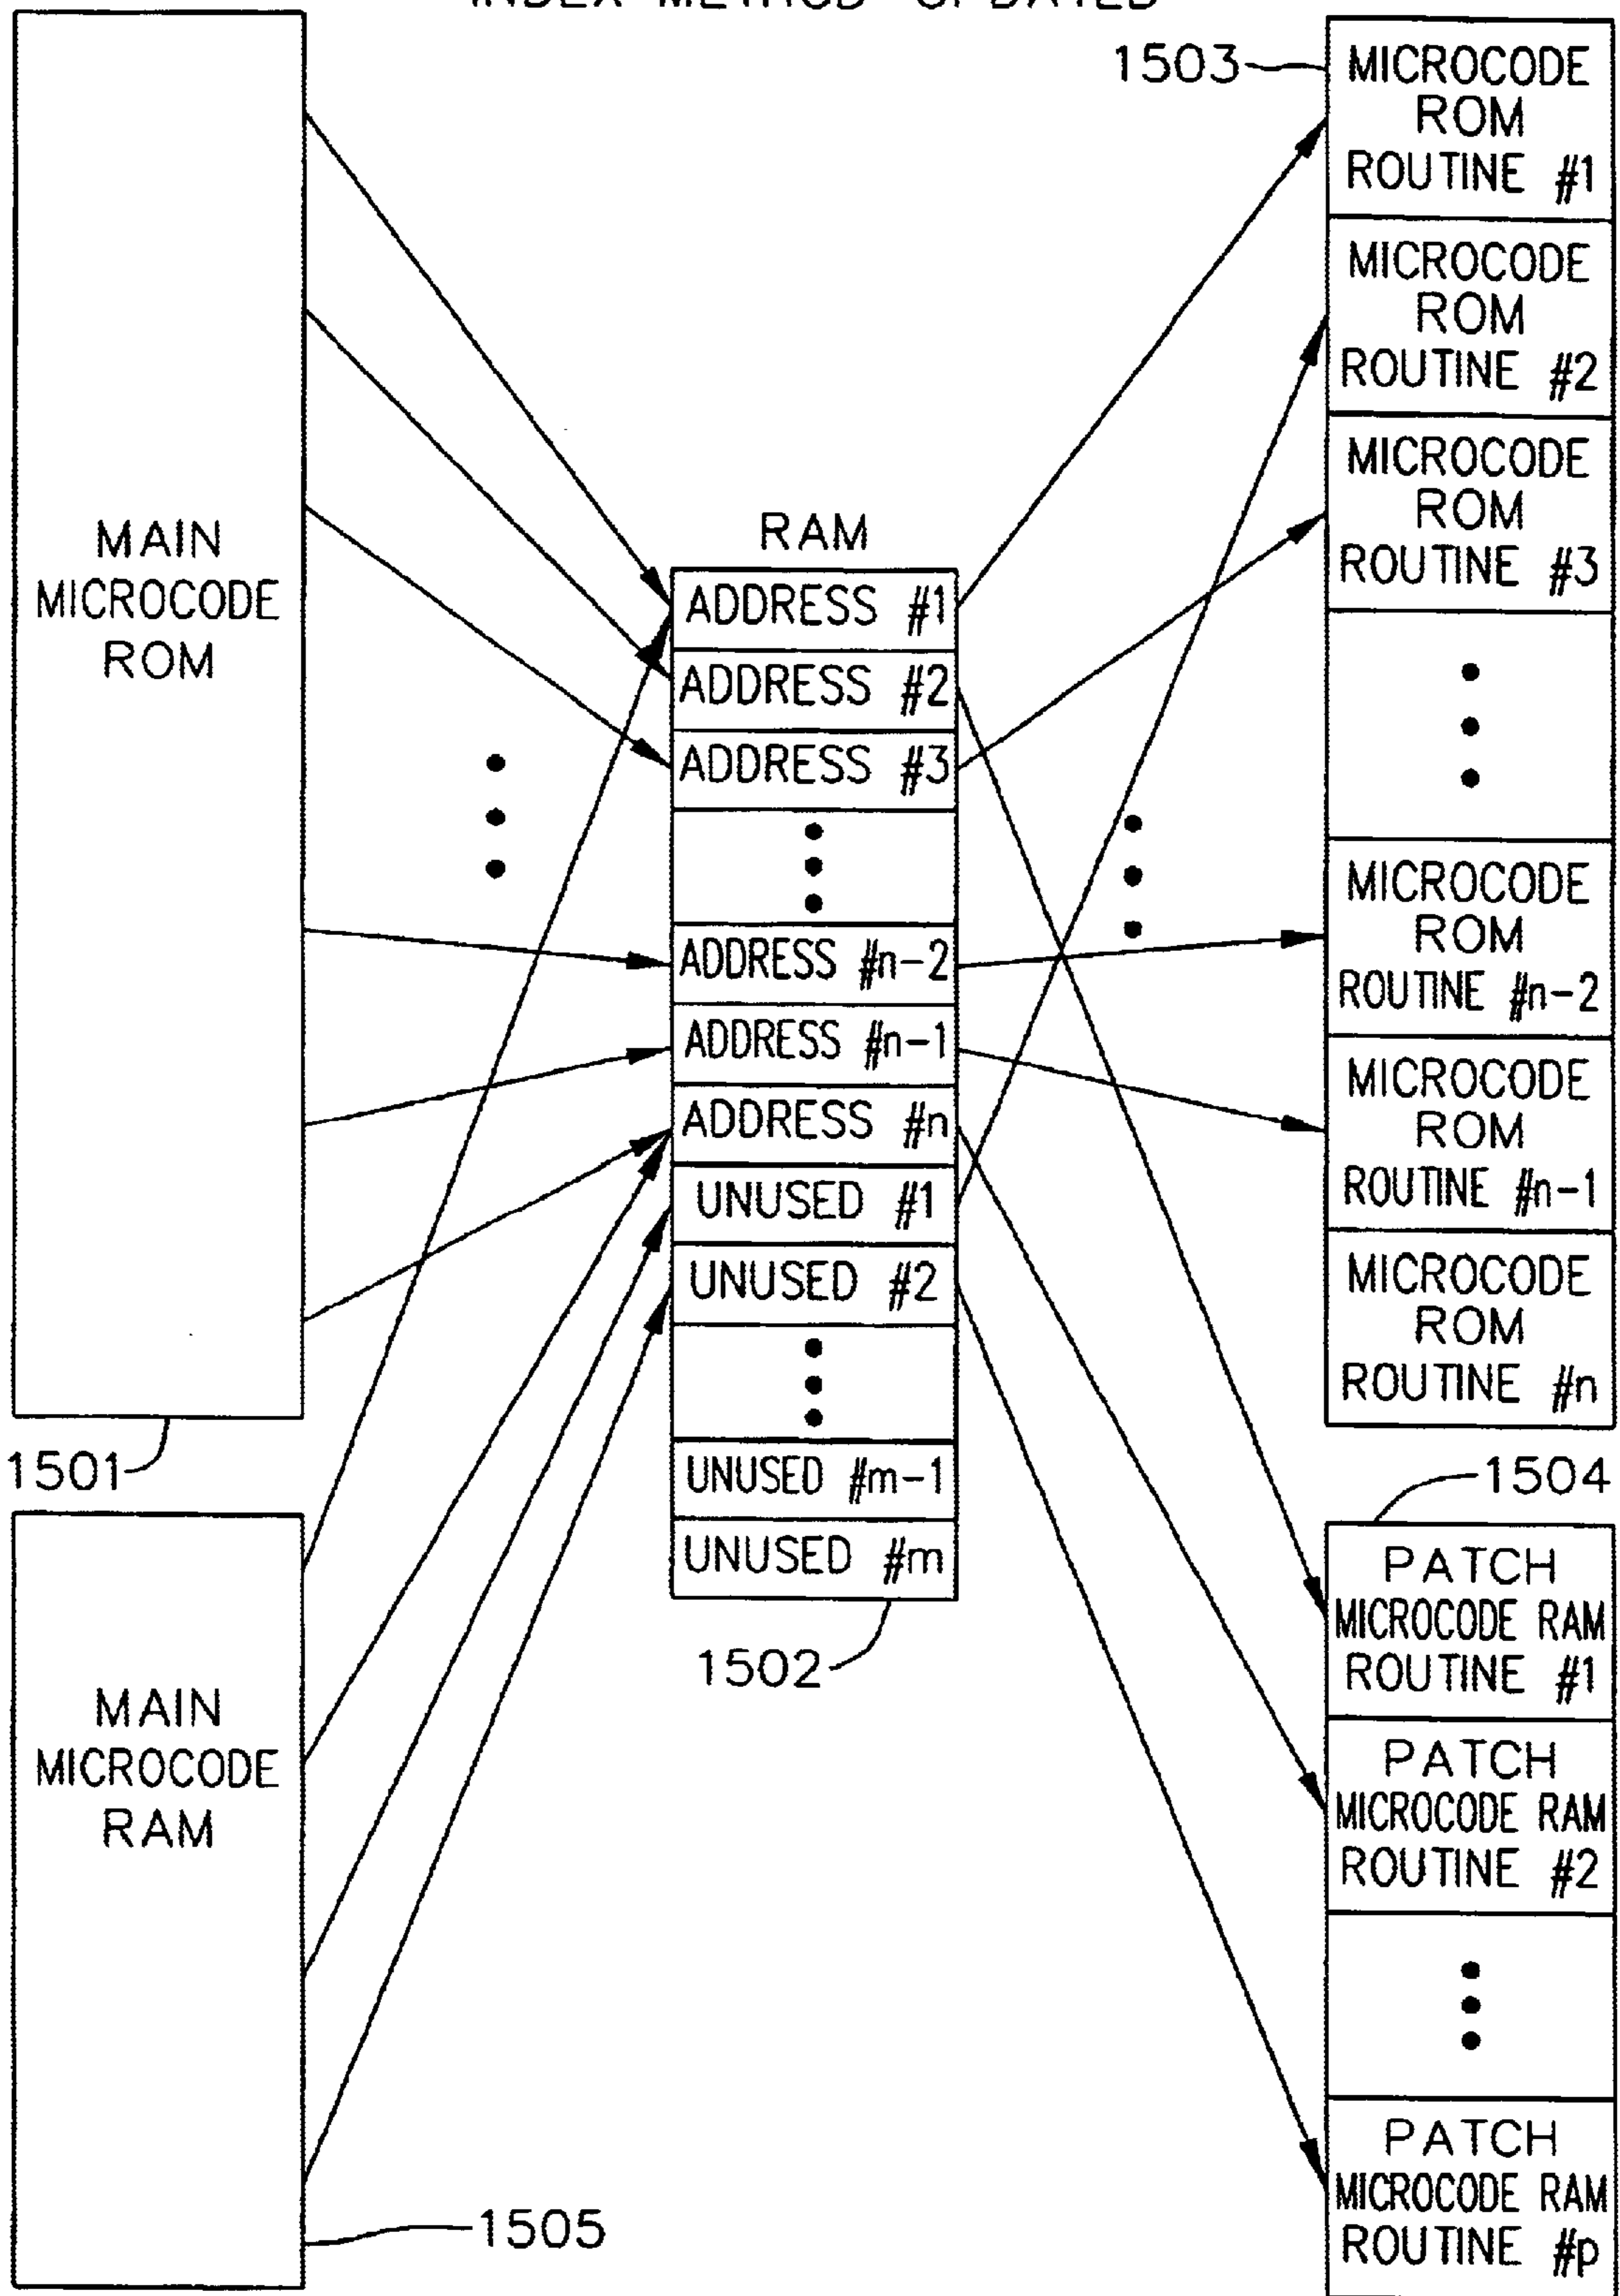 INDEX METHOD UPDATED
1503
MICROCODE
ROM
ROUTINE #1
MICROCODE
ROM
ROUTINE #2
MICROCODE
ROM
ROUTINE #3
MICROCODE
ROM
ROUTINE #n-2
MICROCODE
ROM
ROUTINE #n-1
MICROCODE
ROM
ROUTINE #n
MAIN
MICROCODE
ROM
1501
RAM
ADDRESS #1
ADDRESS #2
ADDRESS #3
ADDRESS #n-2
ADDRESS #n-1
ADDRESS #n
UNUSED #1
UNUSED #2
UNUSED #m-1
UNUSED #m
1502
MAIN
MICROCODE
RAM
1505
1504
PATCH
MICROCODE RAM
ROUTINE #1
PATCH
MICROCODE RAM
ROUTINE #2
PATCH
MICROCODE RAM
ROUTINE #p